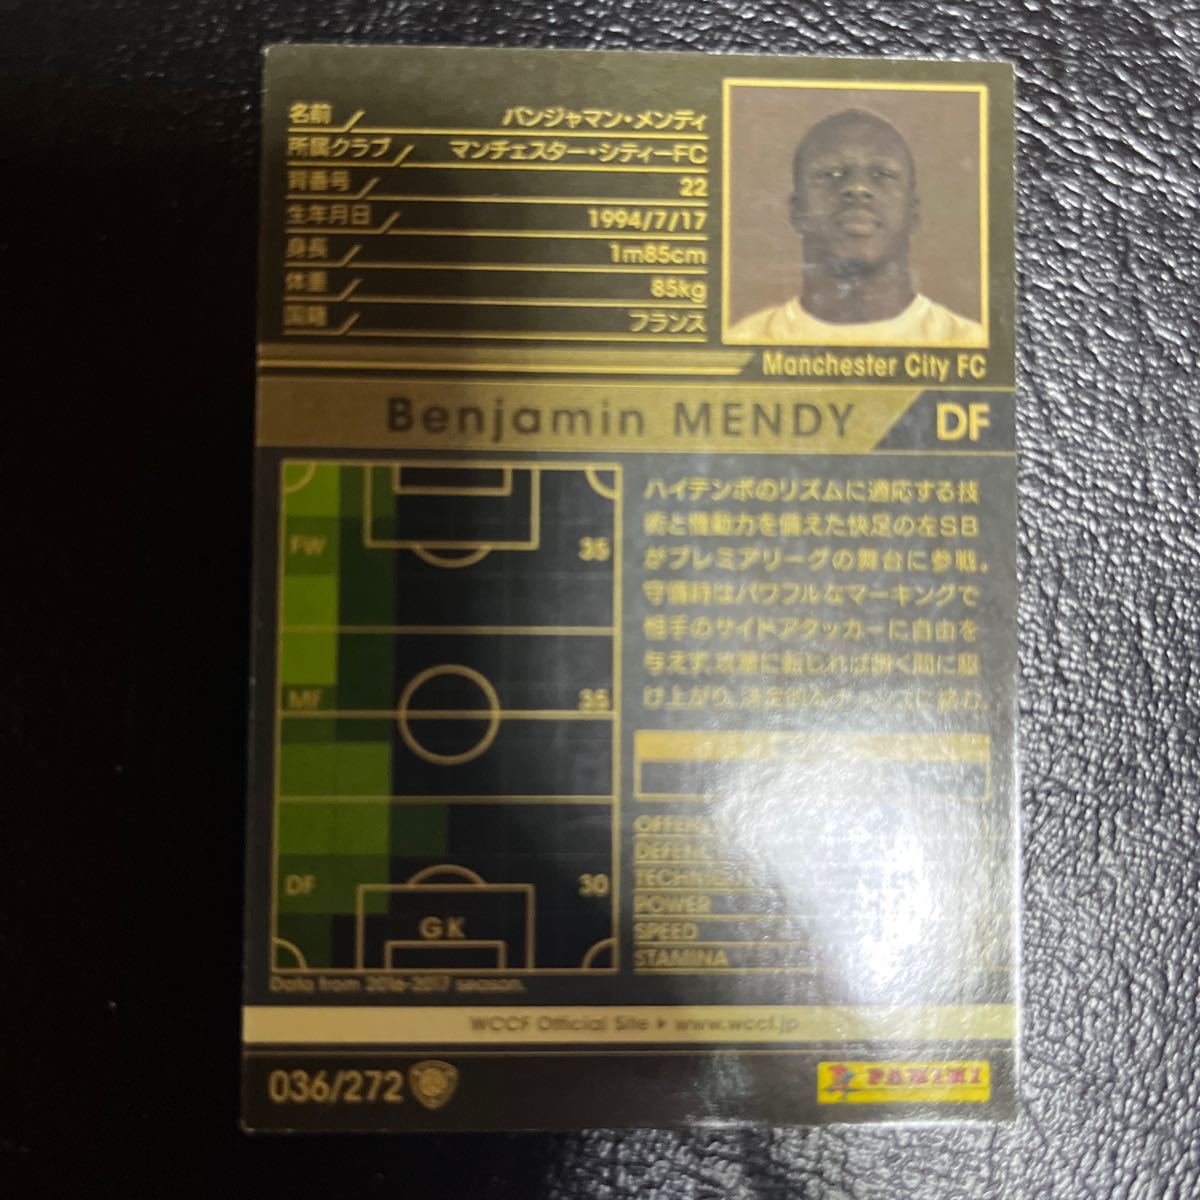 名前 バンジャマン・メンディ
所属クラブ マンチェスター・シティーFC
背番号 22
生年月日 1994/7/17
身長 1m85cm
体重 85kg
国籍 フランス
Manchester City FC
Benjamin MENDY DF
FW 35
MF 35
DF 30
GK
Data from 2016-2017 season.
ハイテンポのリズムに適応する技
術と機動力を備えた快足の左SB
がプレミアリーグの舞台に参戦。
守備時はパワフルなマーキングで
相手のサイドアタッカーに自由を
与えず、攻撃に転じれば瞬く間に駆
け上がり、決定的なチャンスに絡む。
DEFEN
TECHNI
POWER
SPEED
STAMINA
WCCF Official Site www.wccf.jp
036/272
PANINI